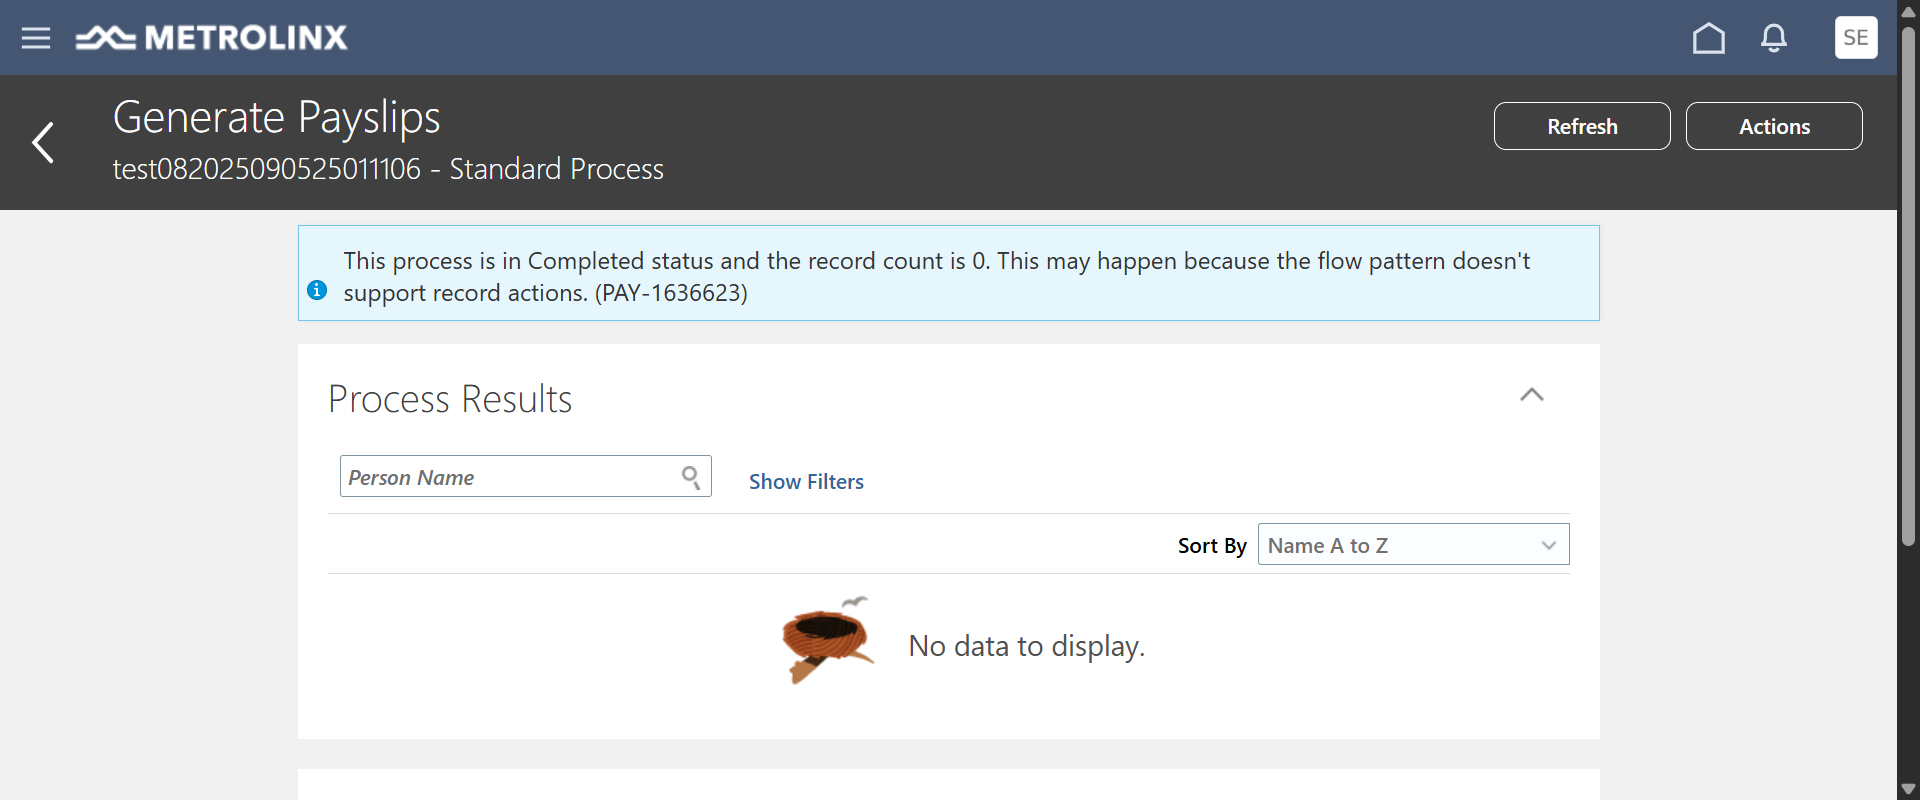 METROLINX
SE
Generate Payslips
test082025090525011106 - Standard Process
Refresh
Actions
This process is in Completed status and the record count is 0. This may happen because the flow pattern doesn't
support record actions. (PAY-1636623)
Process Results
Person Name
Show Filters
Sort By
Name A to Z
No data to display.